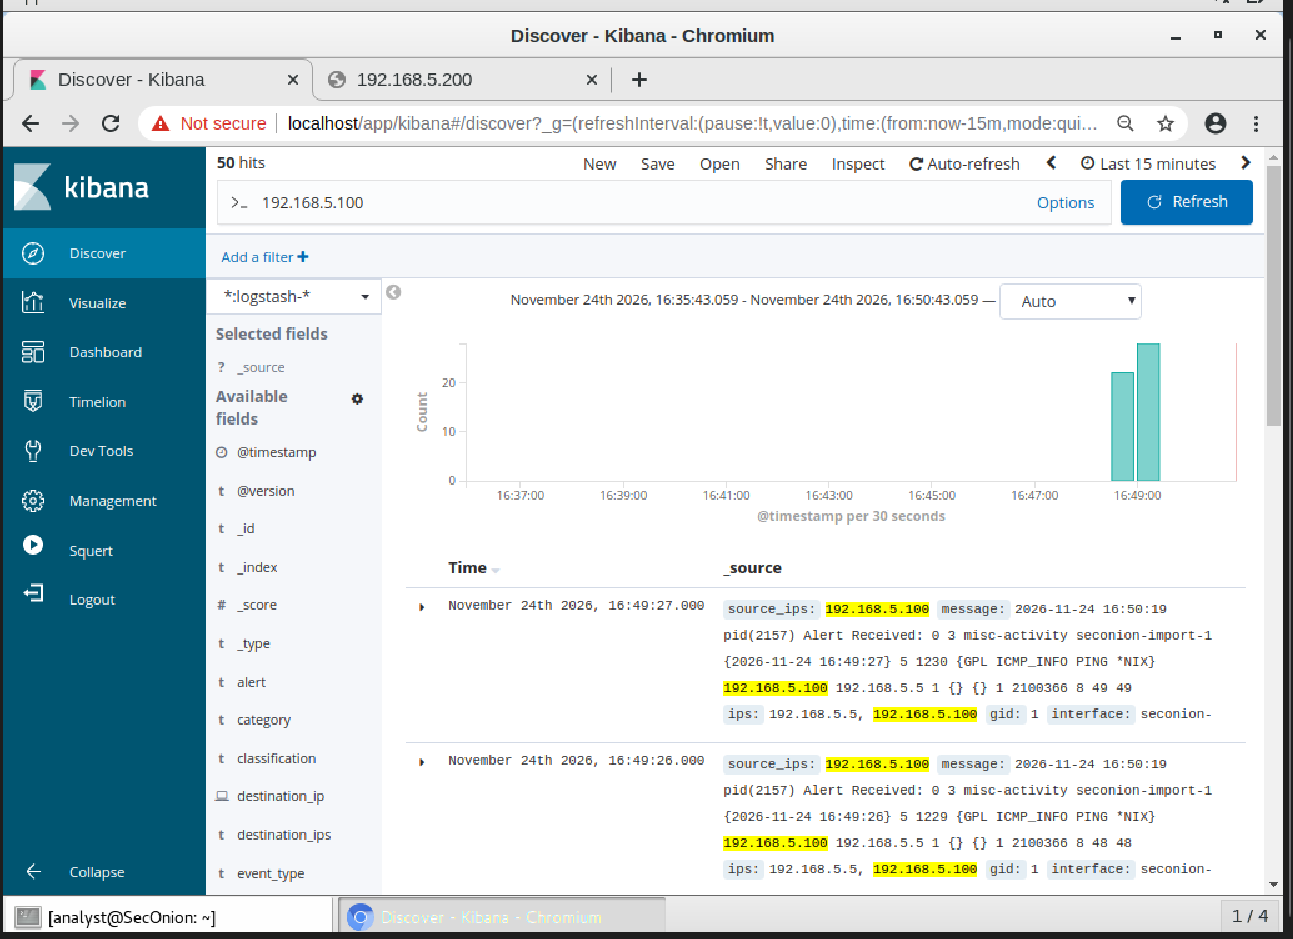 Discover - Kibana - Chromium
Discover - Kibana
192.168.5.200
Not secure
localhost/app/kibana#/discover?_g=(refreshInterval:(pause:!t,value:0),time:(from:now-15m,mode:qui...
kibana
50 hits
New Save Open Share Inspect Auto-refresh Last 15 minutes
>_ 192.168.5.100
Options
Refresh
Discover
Visualize
Dashboard
Timelion
Dev Tools
Management
Squert
Logout
Collapse
Add a filter +
*:logstash-*
Selected fields
? _source
Available fields
@timestamp
t @version
t _id
t _index
# _score
t _type
t alert
t category
t classification
destination_ip
t destination_ips
t event_type
November 24th 2026, 16:35:43.059 - November 24th 2026, 16:50:43.059 —
Auto
Count
20
10
0
16:37:00 16:39:00 16:41:00 16:43:00 16:45:00 16:47:00 16:49:00
@timestamp per 30 seconds
Time _source
November 24th 2026, 16:49:27.000
source_ips: 192.168.5.100 message: 2026-11-24 16:50:19
pid(2157) Alert Received: 0 3 misc-activity seconion-import-1
{2026-11-24 16:49:27} 5 1230 {GPL ICMP_INFO PING *NIX}
192.168.5.100 192.168.5.5 1 {} {} 1 2100366 8 49 49
ips: 192.168.5.5, 192.168.5.100 gid: 1 interface: seconion-
November 24th 2026, 16:49:26.000
source_ips: 192.168.5.100 message: 2026-11-24 16:50:19
pid(2157) Alert Received: 0 3 misc-activity seconion-import-1
{2026-11-24 16:49:26} 5 1229 {GPL ICMP_INFO PING *NIX}
192.168.5.100 192.168.5.5 1 {} {} 1 2100366 8 48 48
ips: 192.168.5.5, 192.168.5.100 gid: 1 interface: seconion-
[analyst@SecOnion: ~]
Discover - Kibana - Chromium
1 / 4